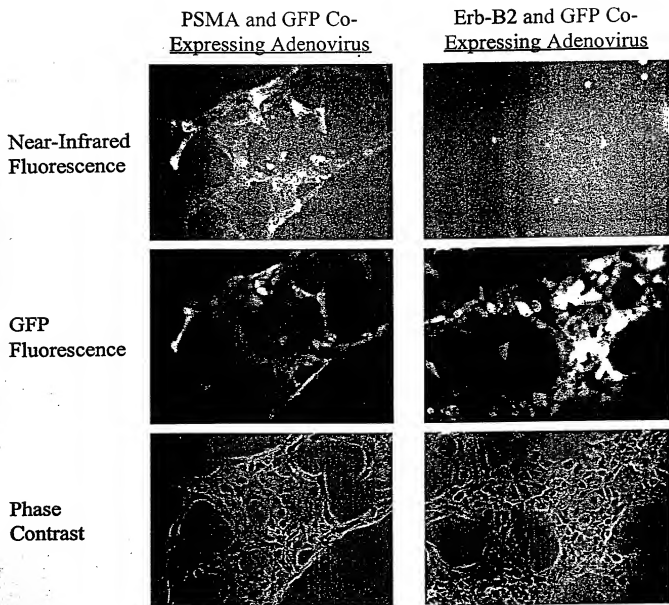 PSMA and GFP Co-
Expressing Adenovirus
Erb-B2 and GFP Co-
Expressing Adenovirus
Near-Infrared
Fluorescence
GFP
Fluorescence
Phase
Contrast